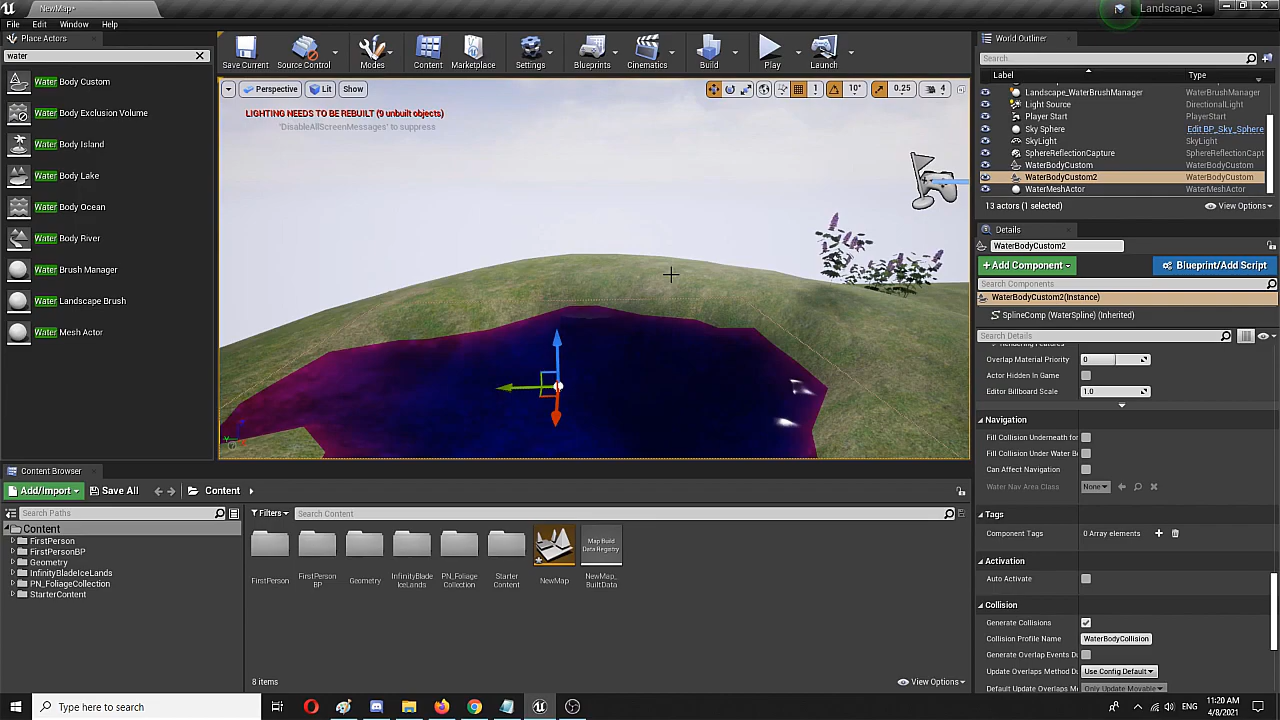 NewMap*
Landscape_3
File
Edit
Window
Help
Place Actors
water
Water Body Custom
Water Body Exclusion Volume
Water Body Island
Water Body Lake
Water Body Ocean
Water Body River
Water Brush Manager
Water Landscape Brush
Water Mesh Actor
Save Current
Source Control
Modes
Content
Marketplace
Settings
Blueprints
Cinematics
Build
Play
Launch
Perspective
Lit
Show
1
10°
0.25
4
LIGHTING NEEDS TO BE REBUILT (9 unbuilt objects)
'DisableAllScreenMessages' to suppress
World Outliner
Search...
Label
Type
Landscape_WaterBrushManager
WaterBrushManager
Light Source
DirectionalLight
Player Start
PlayerStart
Sky Sphere
Edit BP_Sky_Sphere
SkyLight
SkyLight
SphereReflectionCapture
SphereReflectionCapt
WaterBodyCustom
WaterBodyCustom
WaterBodyCustom2
WaterBodyCustom
WaterMeshActor
WaterMeshActor
13 actors (1 selected)
View Options
Details
WaterBodyCustom2
+Add Component
Blueprint/Add Script
Search Components
WaterBodyCustom2(Instance)
SplineComp (WaterSpline) (Inherited)
Search Details
Overlap Material Priority
0
Actor Hidden In Game
Editor Billboard Scale
1.0
Navigation
Fill Collision Underneath for
Fill Collision Under Water B
Can Affect Navigation
Water Nav Area Class
None
Tags
Component Tags
0 Array elements
Activation
Auto Activate
Collision
Generate Collisions
Collision Profile Name
WaterBodyCollision
Generate Overlap Events D
Update Overlaps Method D
Use Config Default
Default Update Overlaps M
Only Update Movable
Content Browser
Add/Import
Save All
Content
Search Paths
Filters
Search Content
Content
FirstPerson
FirstPersonBP
Geometry
InfinityBladeIceLands
PN_FoliageCollection
StarterContent
FirstPerson
FirstPerson
BP
Geometry
InfinityBlade
IceLands
PN_Foliage
Collection
Starter
Content
NewMap
Map Build
Data Registry
NewMap_
BuiltData
8 items
View Options
Type here to search
ENG
11:20 AM
4/8/2021